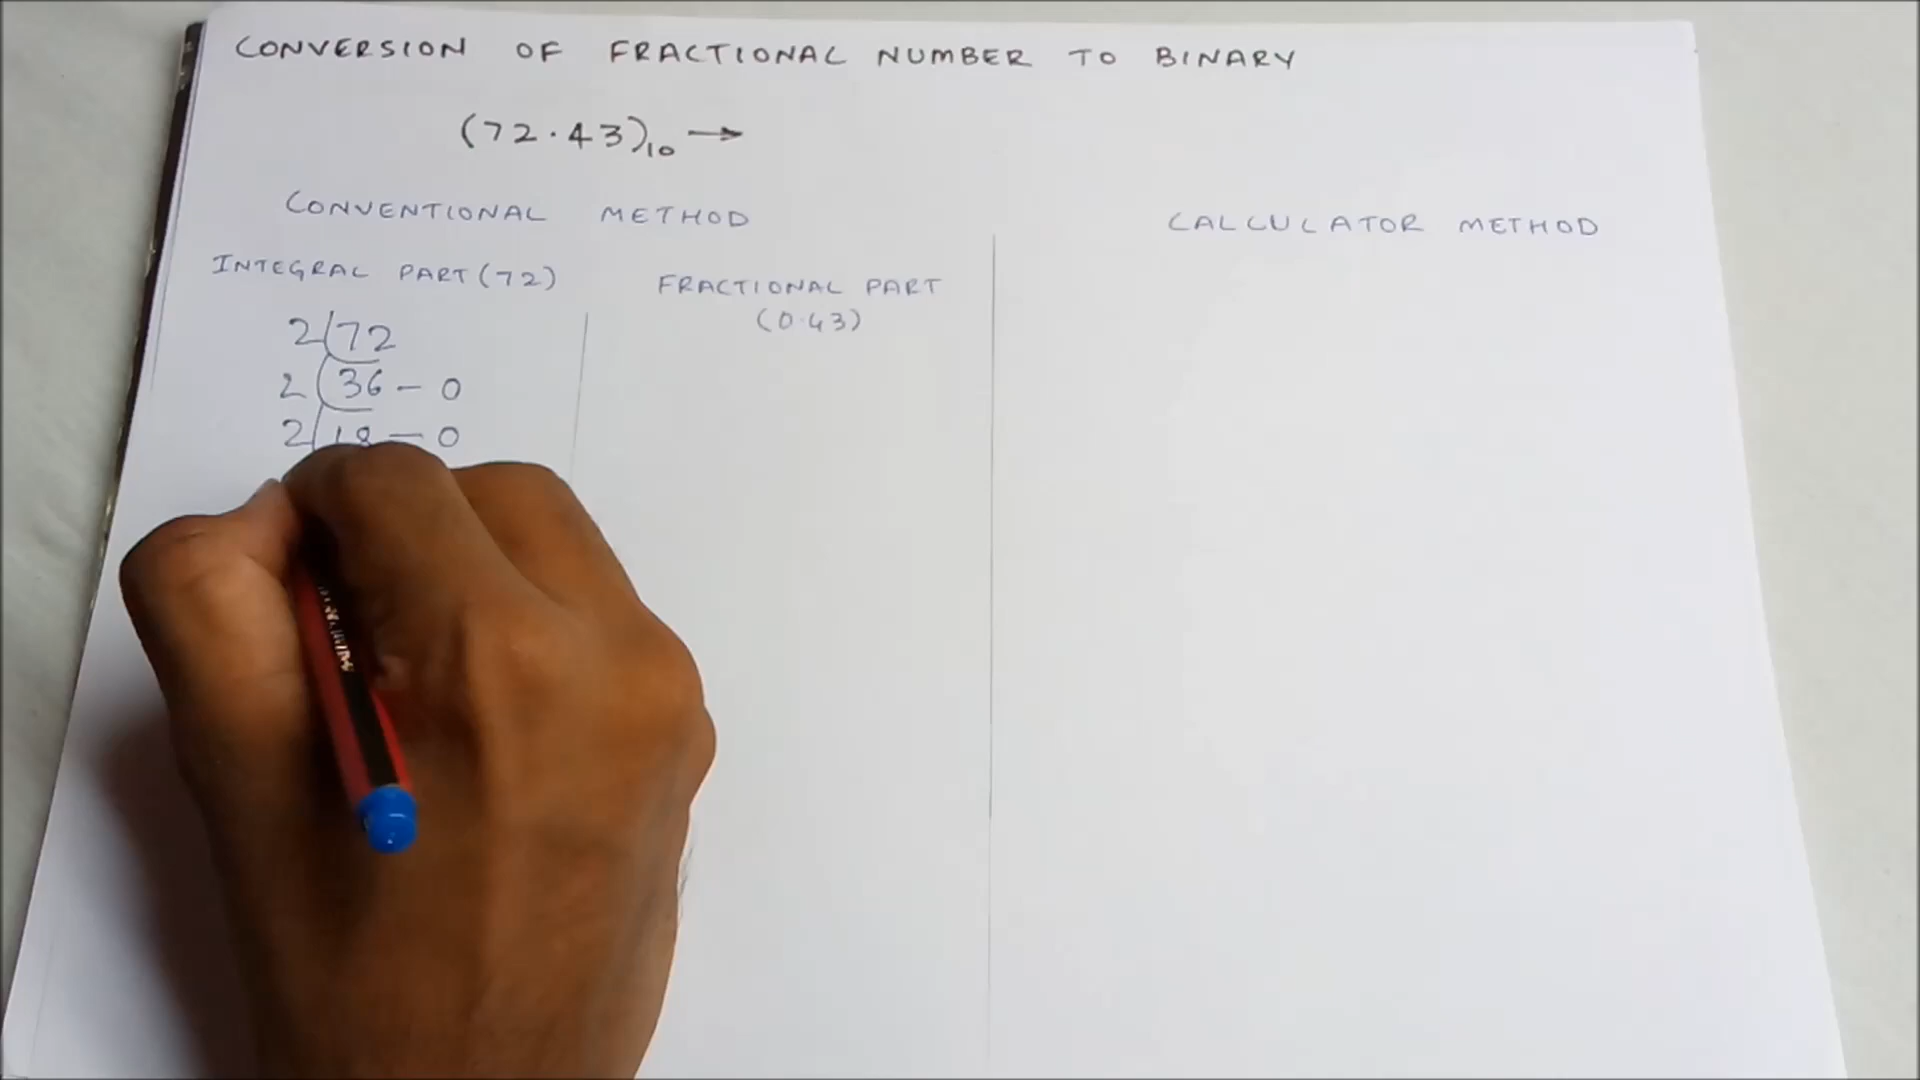 CONVERSION OF FRACTIONAL NUMBER TO BINARY
(72.43)₁₀ →
CONVENTIONAL METHOD
CALCULATOR METHOD
INTEGRAL PART (72)
FRACTIONAL PART
(0.43)
2 72
2 36 – 0
2 18 – 0